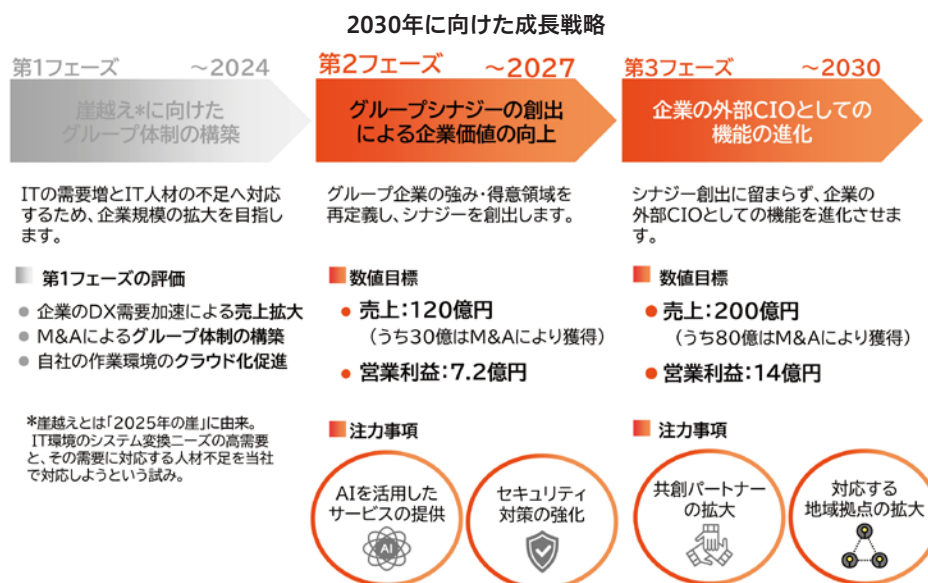 2030年に向けた成長戦略
第1フェーズ ～2024
崖越え*に向けた
グループ体制の構築
ITの需要増とIT人材の不足へ対応
するため、企業規模の拡大を目指し
ます。
第1フェーズの評価
企業のDX需要加速による売上拡大
M&Aによるグループ体制の構築
自社の作業環境のクラウド化促進
*崖越えとは「2025年の崖」に由来。
IT環境のシステム変換ニーズの高需要
と、その需要に対応する人材不足を当社
で対応しようという試み。
第2フェーズ ～2027
グループシナジーの創出
による企業価値の向上
グループ企業の強み・得意領域を
再定義し、シナジーを創出します。
数値目標
売上：120億円
（うち30億はM&Aにより獲得）
営業利益：7.2億円
注力事項
AIを活用した
サービスの提供
AI
セキュリティ
対策の強化
第3フェーズ ～2030
企業の外部CIOとしての
機能の進化
シナジー創出に留まらず、企業の
外部CIOとしての機能を進化させま
す。
数値目標
売上：200億円
（うち80億はM&Aにより獲得）
営業利益：14億円
注力事項
共創パートナー
の拡大
対応する
地域拠点の拡大